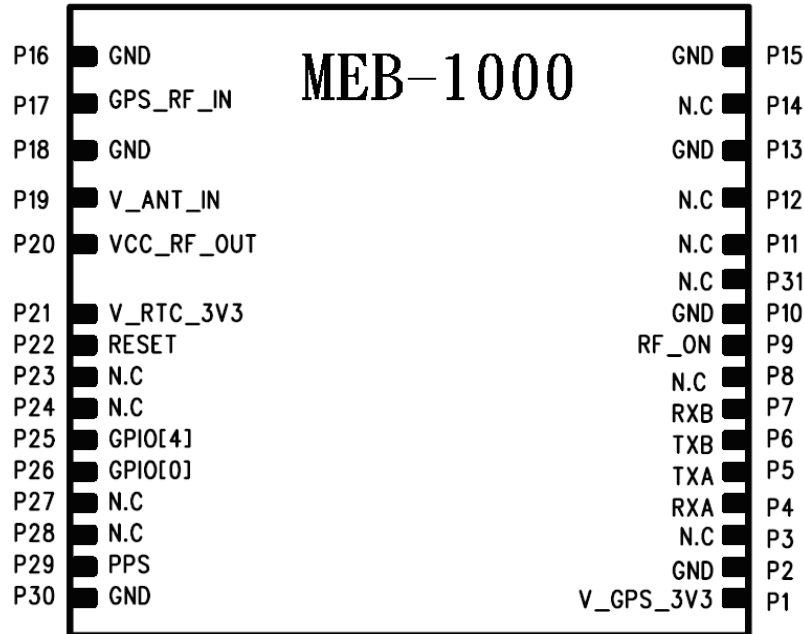 MEB-1000
P16 GND GND P15
P17 GPS_RF_IN N.C P14
P18 GND GND P13
P19 V_ANT_IN N.C P12
P20 VCC_RF_OUT N.C P11
N.C P31
P21 V_RTC_3V3 GND P10
P22 RESET RF_ON P9
P23 N.C N.C P8
P24 N.C RXB P7
P25 GPIO[4] TXB P6
P26 GPIO[0] TXA P5
P27 N.C RXA P4
P28 N.C N.C P3
P29 PPS GND P2
P30 GND V_GPS_3V3 P1